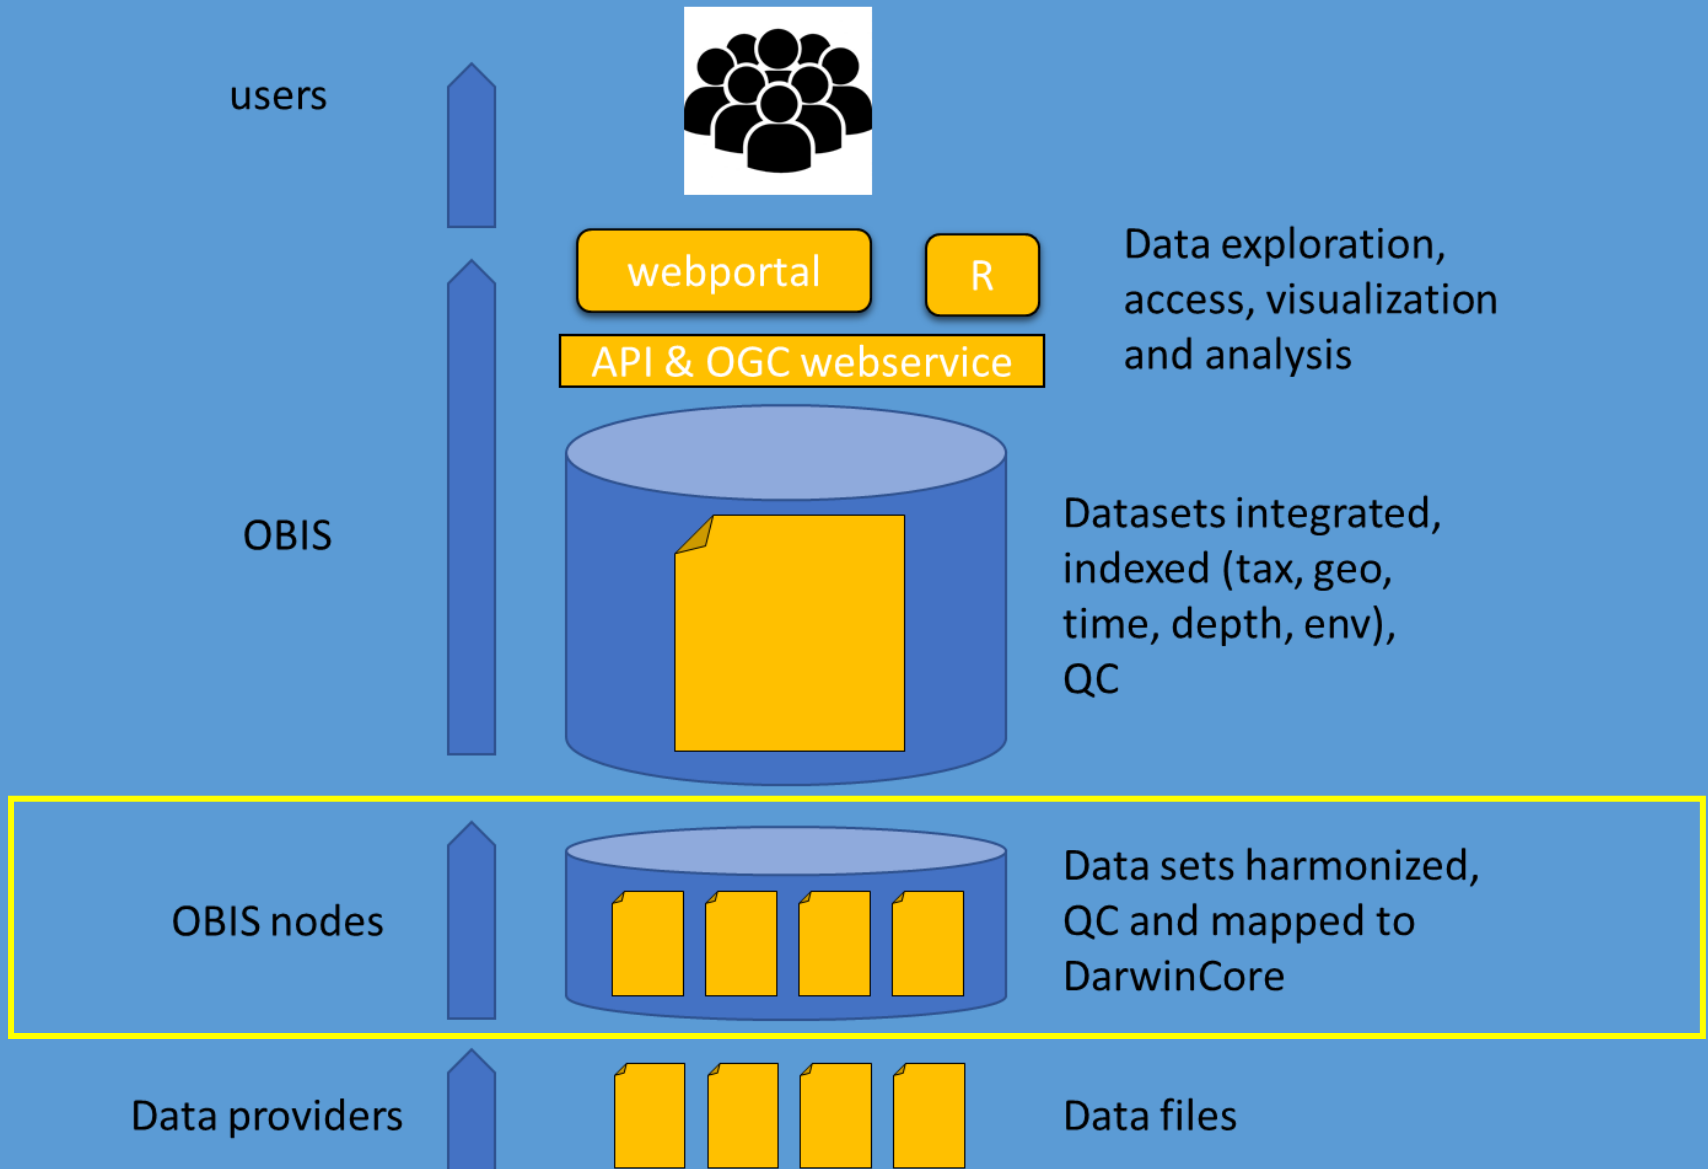 users
webportal
R
Data exploration,
access, visualization
and analysis
API & OGC webservice
OBIS
Datasets integrated,
indexed (tax, geo,
time, depth, env),
QC
OBIS nodes
Data sets harmonized,
QC and mapped to
DarwinCore
Data providers
Data files